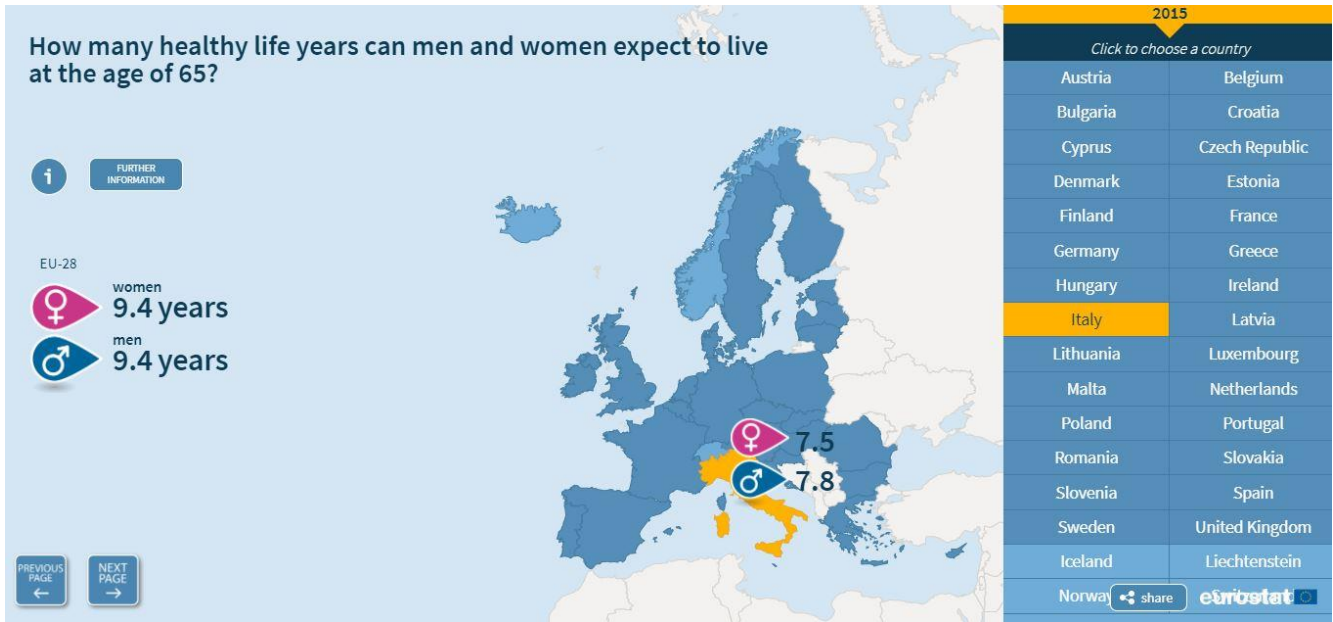 How many healthy life years can men and women expect to live
at the age of 65?
i
FURTHER
INFORMATION
EU-28
women
9.4 years
men
9.4 years
7.5
7.8
PREVIOUS
PAGE
NEXT
PAGE
2015
Click to choose a country
Austria Belgium
Bulgaria Croatia
Cyprus Czech Republic
Denmark Estonia
Finland France
Germany Greece
Hungary Ireland
Italy Latvia
Lithuania Luxembourg
Malta Netherlands
Poland Portugal
Romania Slovakia
Slovenia Spain
Sweden United Kingdom
Iceland Liechtenstein
Norway
share
eurostat